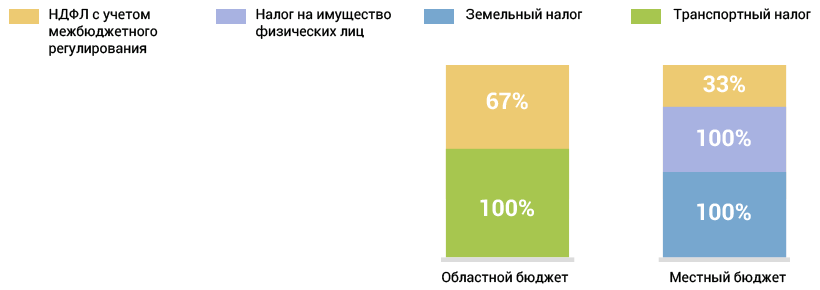 НДФЛ с учетом
межбюджетного
регулирования
Налог на имущество
физических лиц
Земельный налог
Транспортный налог
67%
100%
33%
100%
100%
Областной бюджет
Местный бюджет